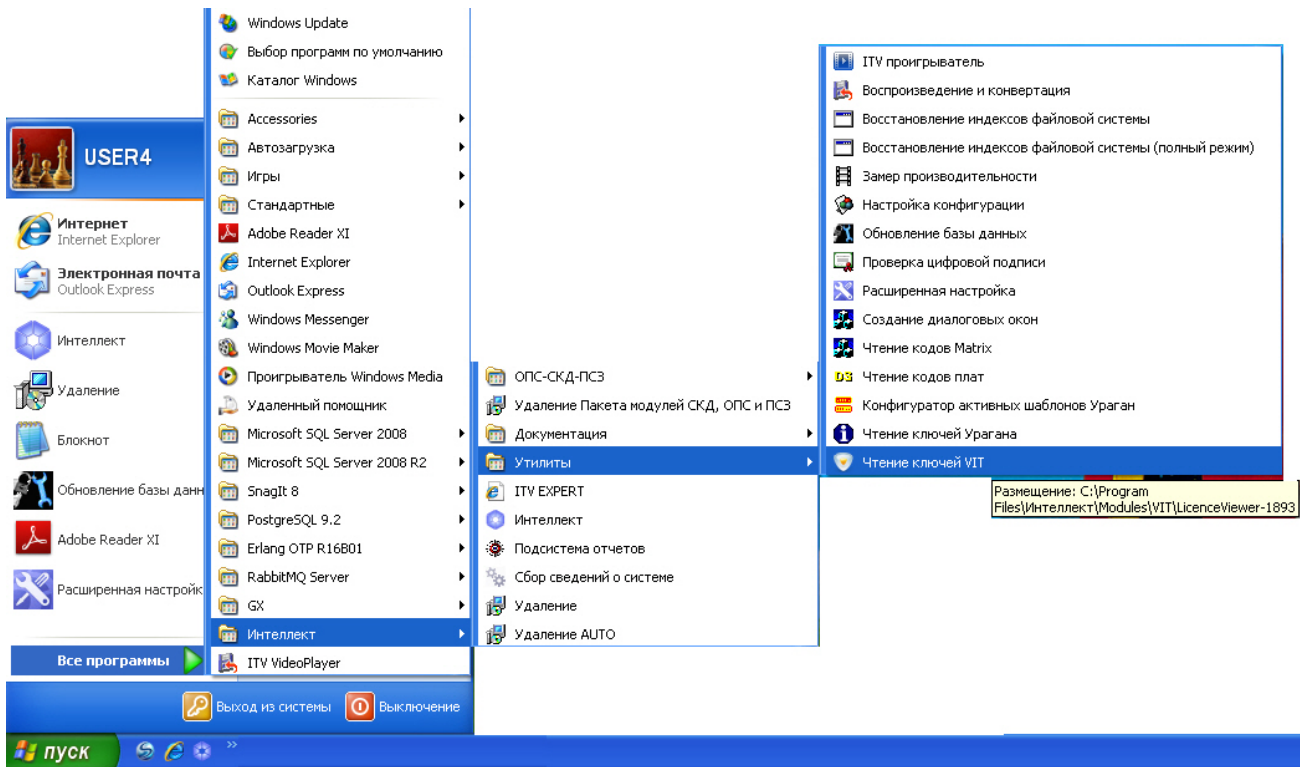 USER4
Интернет
Internet Explorer
Электронная почта
Outlook Express
Интеллект
Удаление
Блокнот
Обновление базы данн
Adobe Reader XI
Расширенная настройк
Все программы
Windows Update
Выбор программ по умолчанию
Каталог Windows
Accessories
Автозагрузка
Игры
Стандартные
Adobe Reader XI
Internet Explorer
Outlook Express
Windows Messenger
Windows Movie Maker
Проигрыватель Windows Media
Удаленный помощник
Microsoft SQL Server 2008
Microsoft SQL Server 2008 R2
SnagIt 8
PostgreSQL 9.2
Erlang OTP R16B01
RabbitMQ Server
GX
Интеллект
ITV VideoPlayer
ОПС-СКД-ПСЗ
Удаление Пакета модулей СКД, ОПС и ПСЗ
Документация
Утилиты
ITV EXPERT
Интеллект
Подсистема отчетов
Сбор сведений о системе
Удаление
Удаление AUTO
ITV проигрыватель
Воспроизведение и конвертация
Восстановление индексов файловой системы
Восстановление индексов файловой системы (полный режим)
Замер производительности
Настройка конфигурации
Обновление базы данных
Проверка цифровой подписи
Расширенная настройка
Создание диалоговых окон
Чтение кодов Matrix
Чтение кодов плат
Конфигуратор активных шаблонов Ураган
Чтение ключей Урагана
Чтение ключей VIT
Размещение: C:\Program
Files\Интеллект\Modules\VIT\LicenceViewer-1893
Выход из системы
Выключение
пуск